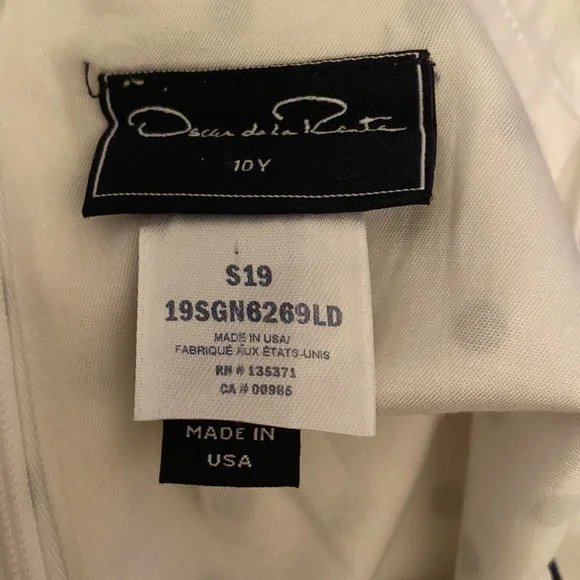 Oscar de la Renta
10Y
S19
19SGN6269LD
MADE IN USA/
FABRIQUÉ AUX ÉTATS-UNIS
RN # 135371
CA # 00985
MADE IN
USA